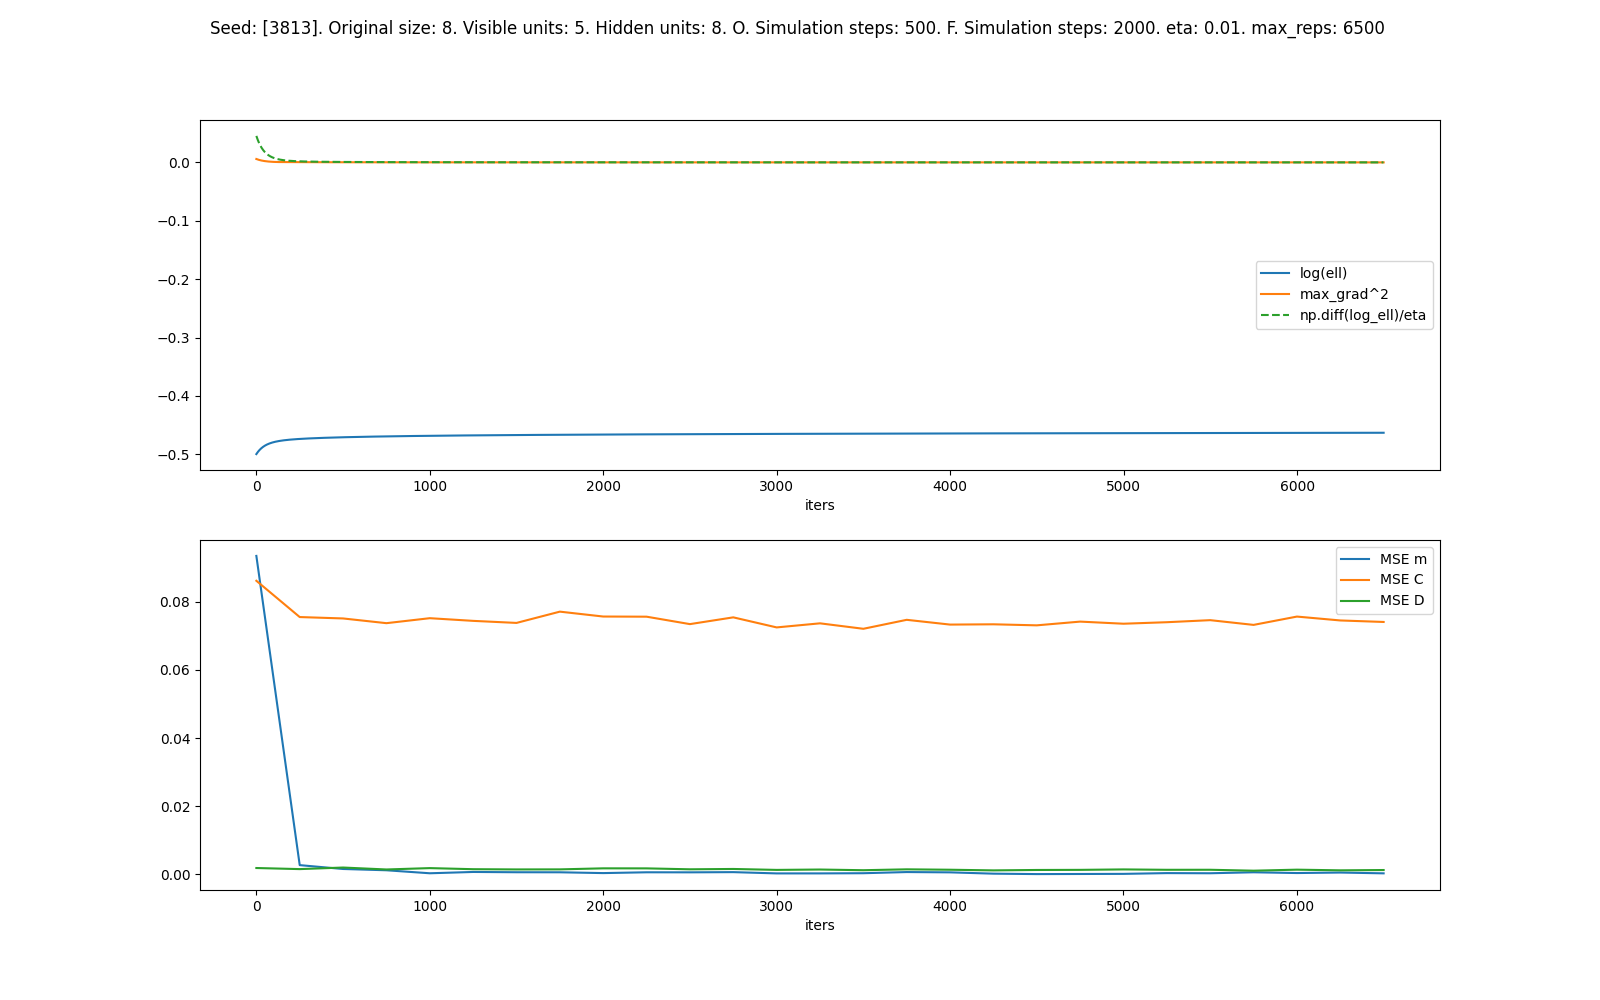 Seed: [3813]. Original size: 8. Visible units: 5. Hidden units: 8. O. Simulation steps: 500. F. Simulation steps: 2000. eta: 0.01. max_reps: 6500
0.0
−0.1
−0.2
−0.3
−0.4
−0.5
log(ell)
max_grad^2
np.diff(log_ell)/eta
0 1000 2000 3000 4000 5000 6000
iters
0.08
0.06
0.04
0.02
0.00
MSE m
MSE C
MSE D
0 1000 2000 3000 4000 5000 6000
iters